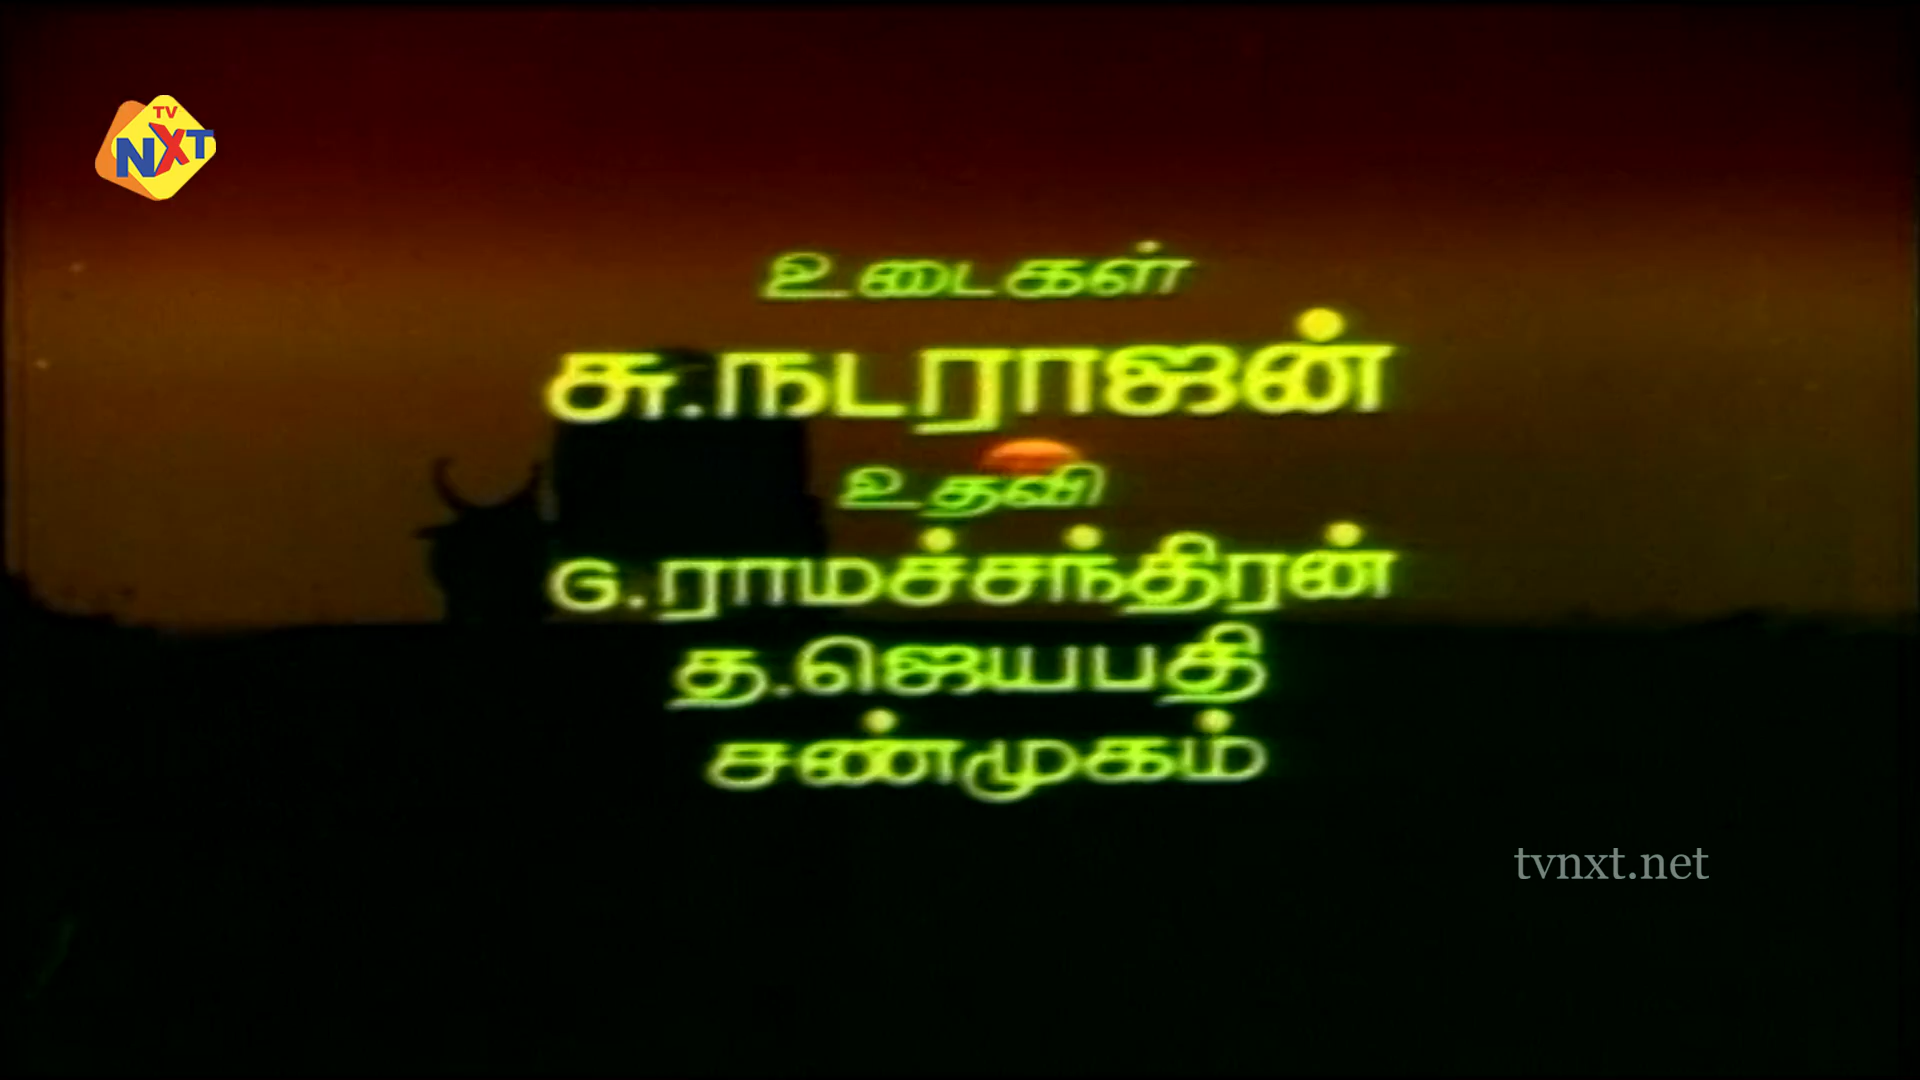 TV
NXT
உடைகள்
சு.நடராஜன்
உதவி
G.ராமச்சந்திரன்
த.ஜெயபதி
சண்முகம்
tvnxt.net